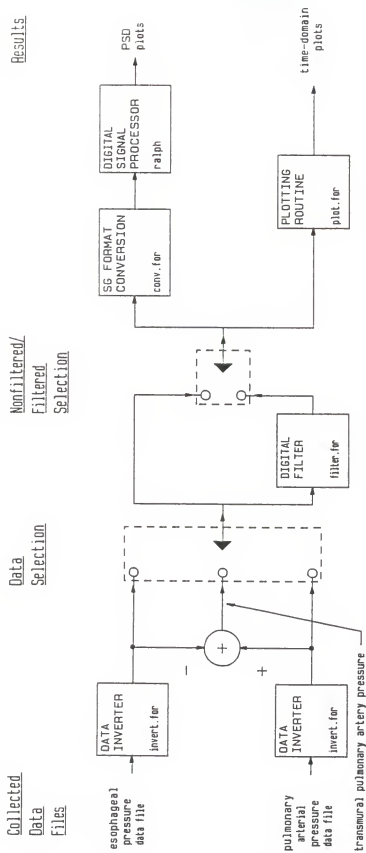 Collected
Data
Files
Data
Selection
Nonfiltered/
Filtered
Selection
Results
esophageal
pressure
data file
DATA
INVERTER
invert.for
pulmonary
arterial
pressure
data file
DATA
INVERTER
invert.for
−
+
+
transmural pulmonary artery pressure
DIGITAL
FILTER
filter.for
SG FORMAT
CONVERSION
conv.for
DIGITAL
SIGNAL
PROCESSOR
ralph
PSD
plots
PLOTTING
ROUTINE
plot.for
time-domain
plots